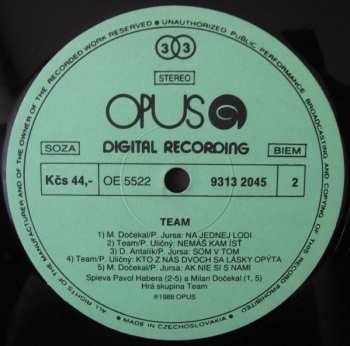 ALL RIGHTS OF THE MANUFACTURER AND OF THE OWNER OF THE RECORDED WORK RESERVED • UNAUTHORIZED PUBLIC PERFORMANCE BROADCASTING AND COPYING OF THIS RECORD PROHIBITED
33
STEREO
OPUS
SOZA DIGITAL RECORDING BIEM
Kčs 44,- OE 5522 9313 2045 2
TEAM
1) M. Dočekal/P. Jursa: NA JEDNEJ LODI
2) Team/P. Uličný: NEMÁŠ KAM ÍSŤ
3) D. Antalík/P. Jursa: SOM V TOM
4) Team/P. Uličný: KTO Z NÁS DVOCH SA LÁSKY OPÝTA
5) M. Dočekal/P. Jursa: AK NIE SI S NAMI
Spieva Pavol Habera (2-5) a Milan Dočekal (1, 5)
Hrá skupina Team
℗1988 OPUS
• MADE IN CZECHOSLOVAKIA •